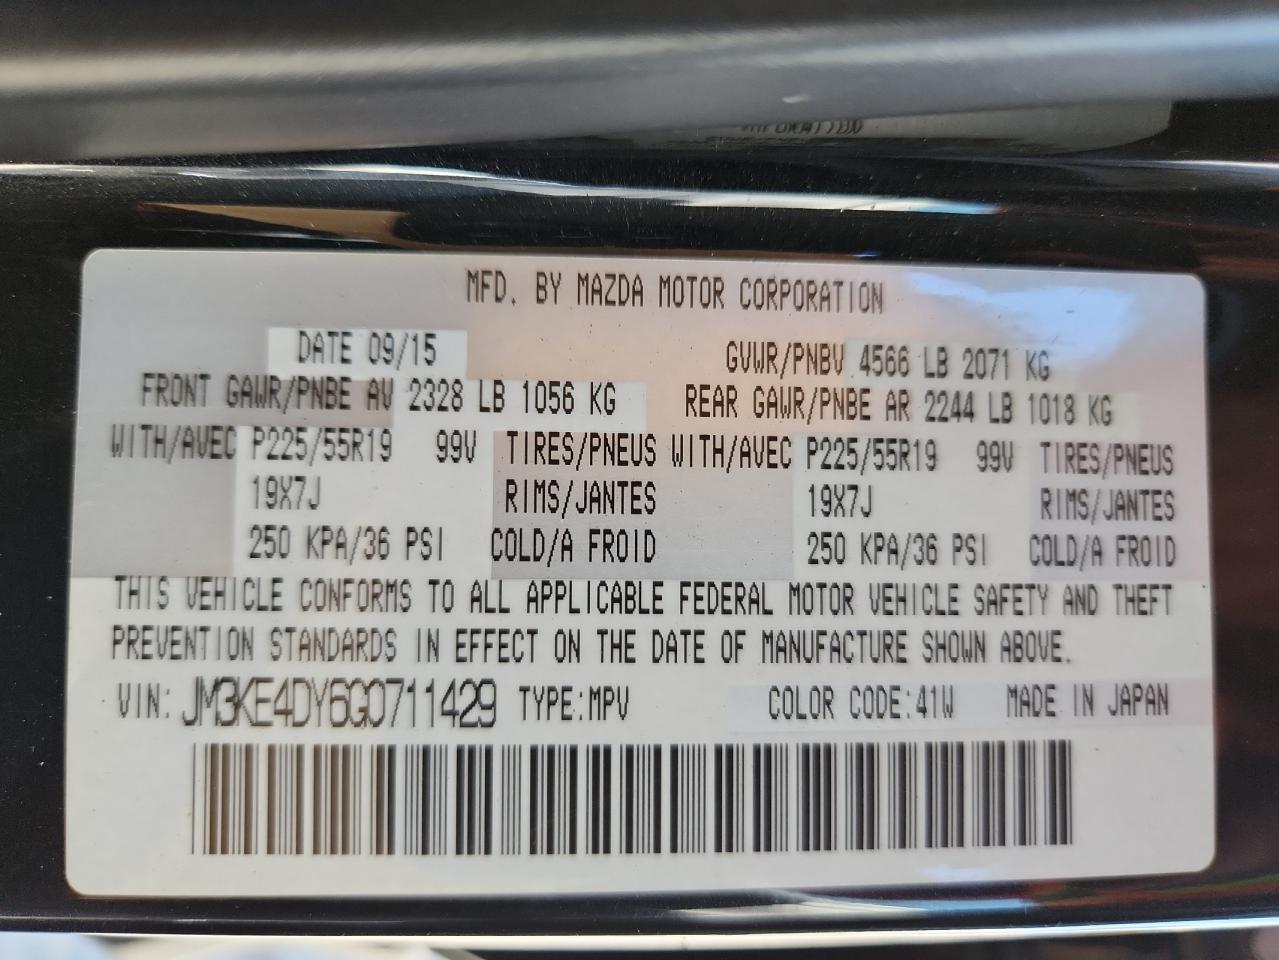 MFD. BY MAZDA MOTOR CORPORATION
DATE 09/15 GVWR/PNBV 4566 LB 2071 KG
FRONT GAWR/PNBE AV 2328 LB 1056 KG REAR GAWR/PNBE AR 2244 LB 1018 KG
WITH/AVEC P225/55R19 99V TIRES/PNEUS WITH/AVEC P225/55R19 99V TIRES/PNEUS
19X7J RIMS/JANTES 19X7J RIMS/JANTES
250 KPA/36 PSI COLD/A FROID 250 KPA/36 PSI COLD/A FROID
THIS VEHICLE CONFORMS TO ALL APPLICABLE FEDERAL MOTOR VEHICLE SAFETY AND THEFT
PREVENTION STANDARDS IN EFFECT ON THE DATE OF MANUFACTURE SHOWN ABOVE.
VIN: JM3KE4DY6G0711429 TYPE:MPV COLOR CODE:41W MADE IN JAPAN